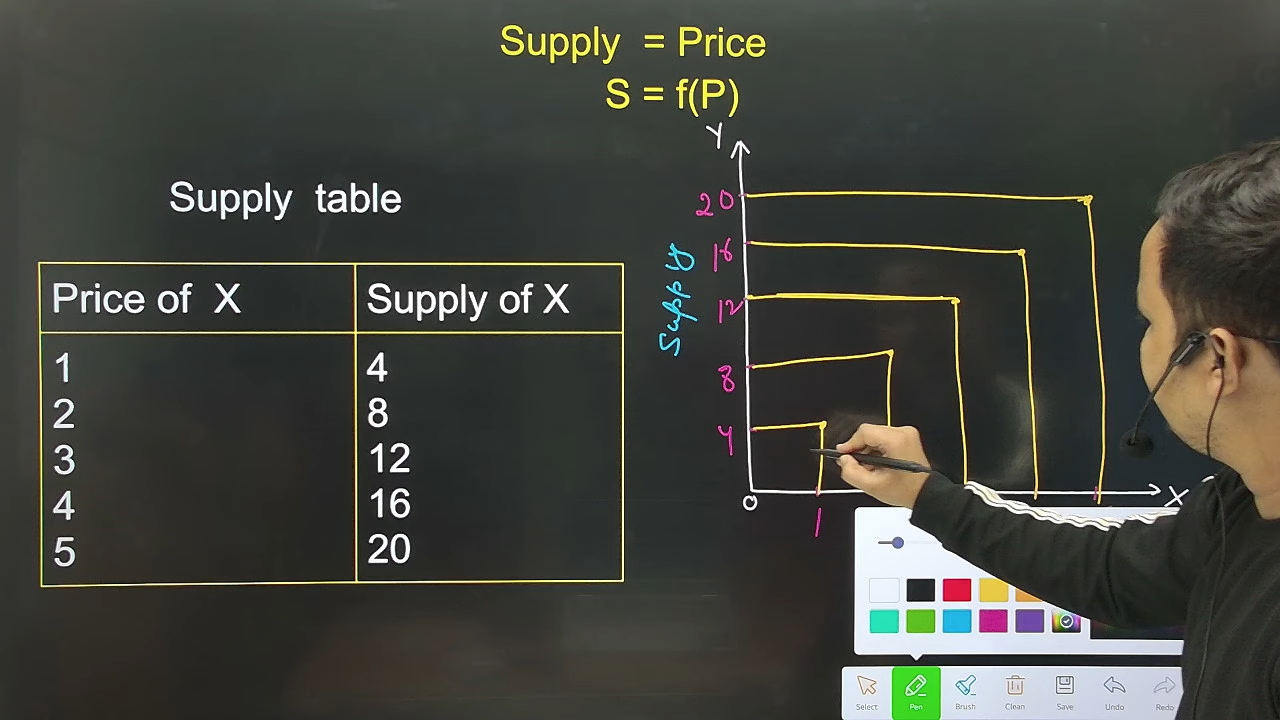 Supply = Price
S = f(P)
Supply table
Price of X
Supply of X
1
4
2
8
3
12
4
16
5
20
Y
20
16
12
8
4
Supply
0
1
X
Select
Pen
Brush
Clean
Save
Undo
Redo